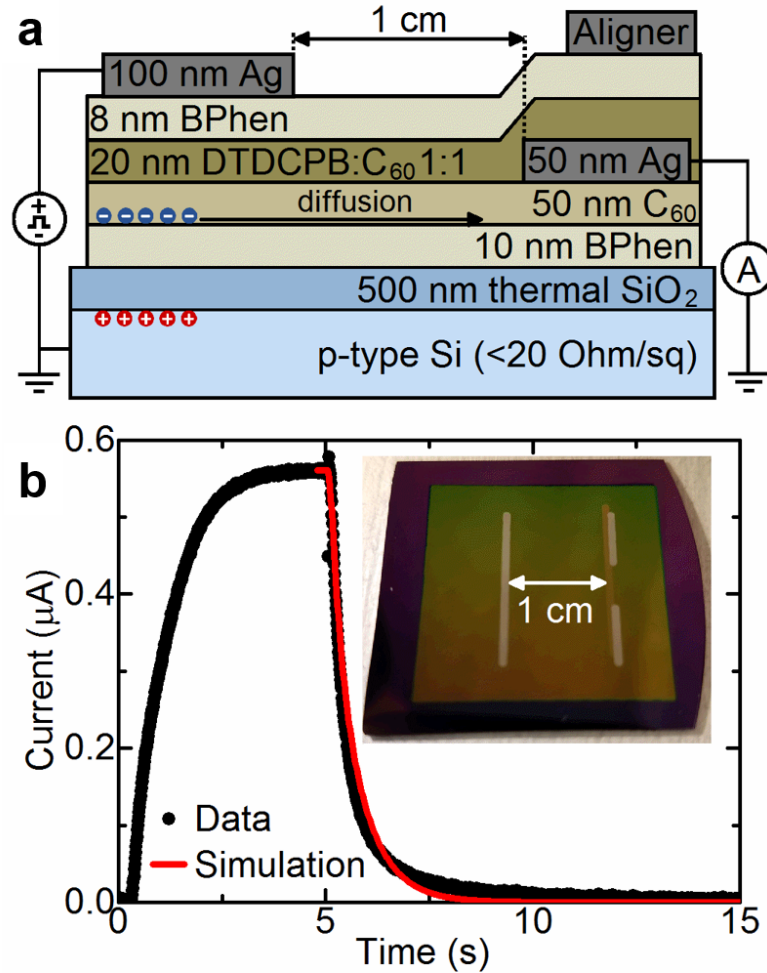 a
1 cm
Aligner
100 nm Ag
8 nm BPhen
20 nm DTDCPB:C₆₀ 1:1
50 nm Ag
diffusion
50 nm C₆₀
10 nm BPhen
A
500 nm thermal SiO₂
p-type Si (<20 Ohm/sq)
b
0.6
0.4
0.2
0.0
Current (µA)
1 cm
Data
Simulation
0
5
10
15
Time (s)